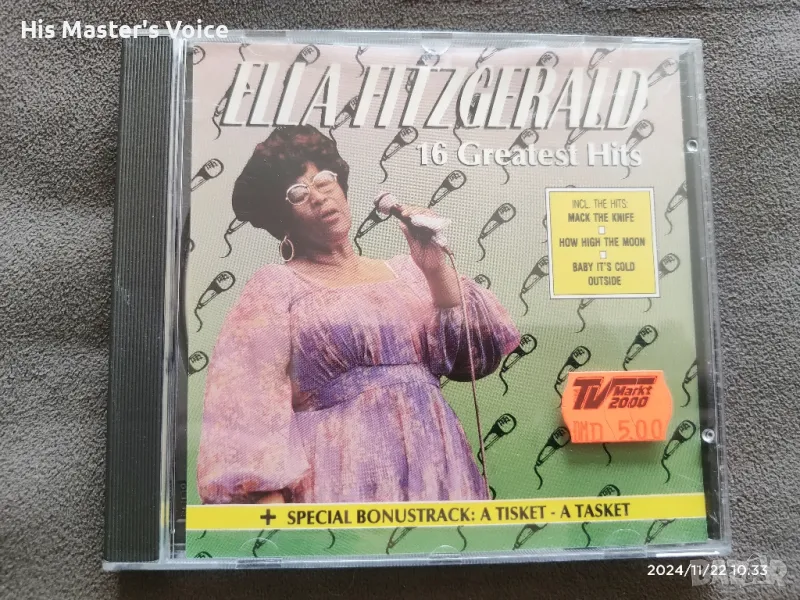 His Master's Voice
ELLA FITZGERALD
16 Greatest Hits
INCL. THE HITS:
MACK THE KNIFE
HOW HIGH THE MOON
BABY IT'S COLD
OUTSIDE
TV Markt
2000
DMD 5.00
+ SPECIAL BONUSTRACK: A TISKET - A TASKET
2024/11/22 10:33